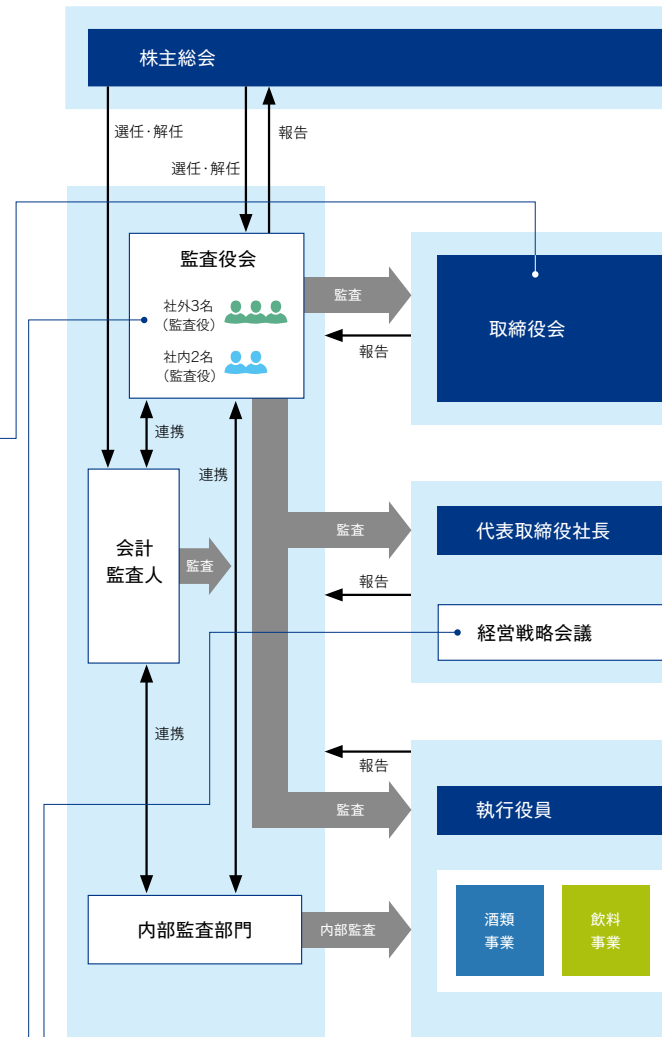 株主総会
選任・解任
選任・解任
報告
監査役会
社外3名
（監査役）
社内2名
（監査役）
監査
報告
取締役会
連携
連携
会計
監査人
監査
監査
報告
代表取締役社長
経営戦略会議
連携
報告
監査
執行役員
内部監査部門
内部監査
酒類
事業
飲料
事業